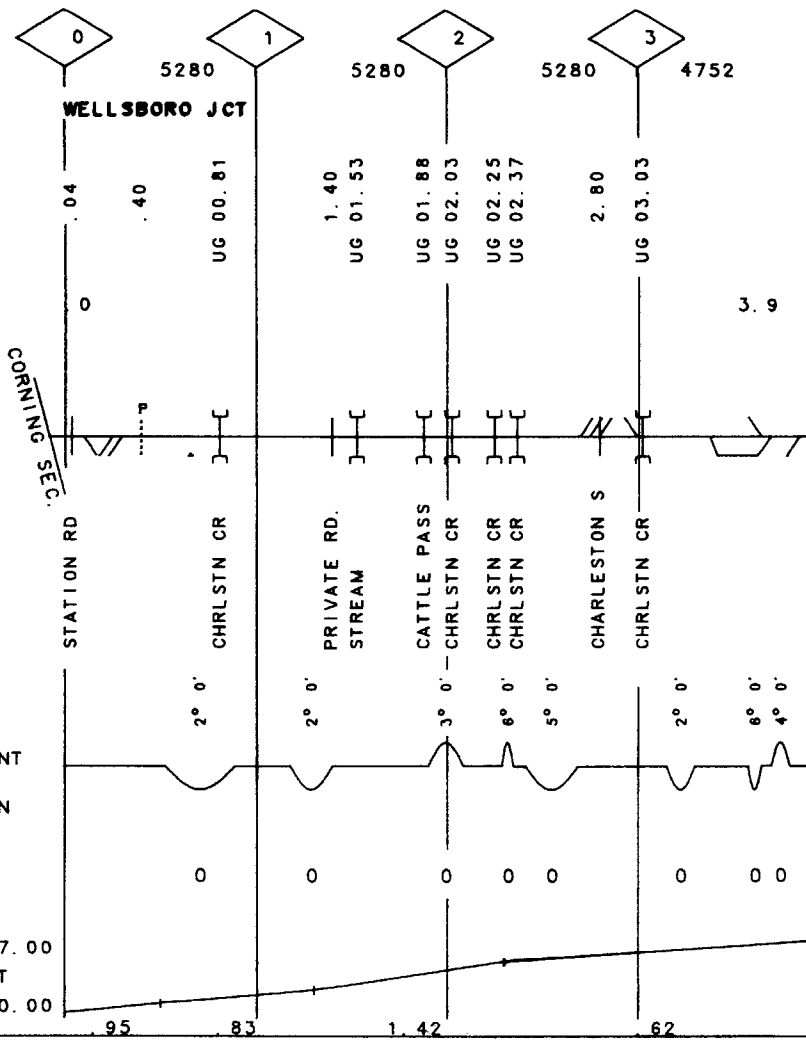 0 1 2 3
5280 5280 5280 4752
WELLSBORO JCT
.04
.40
UG 00.81
1.40
UG 01.53
UG 01.88
UG 02.03
UG 02.25
UG 02.37
2.80
UG 03.03
0 3.9
CORNING SEC.
P
STATION RD
CHRLSTN CR
PRIVATE RD.
STREAM
CATTLE PASS
CHRLSTN CR
CHRLSTN CR
CHRLSTN CR
CHARLESTON S
CHRLSTN CR
2° 0' 2° 0' 3° 0' 6° 0' 5° 0' 2° 0' 6° 0' 4° 0'
NT
N
0 0 0 0 0 0 0 0
7.00
T
0.00
.95 .83 1.42 .62